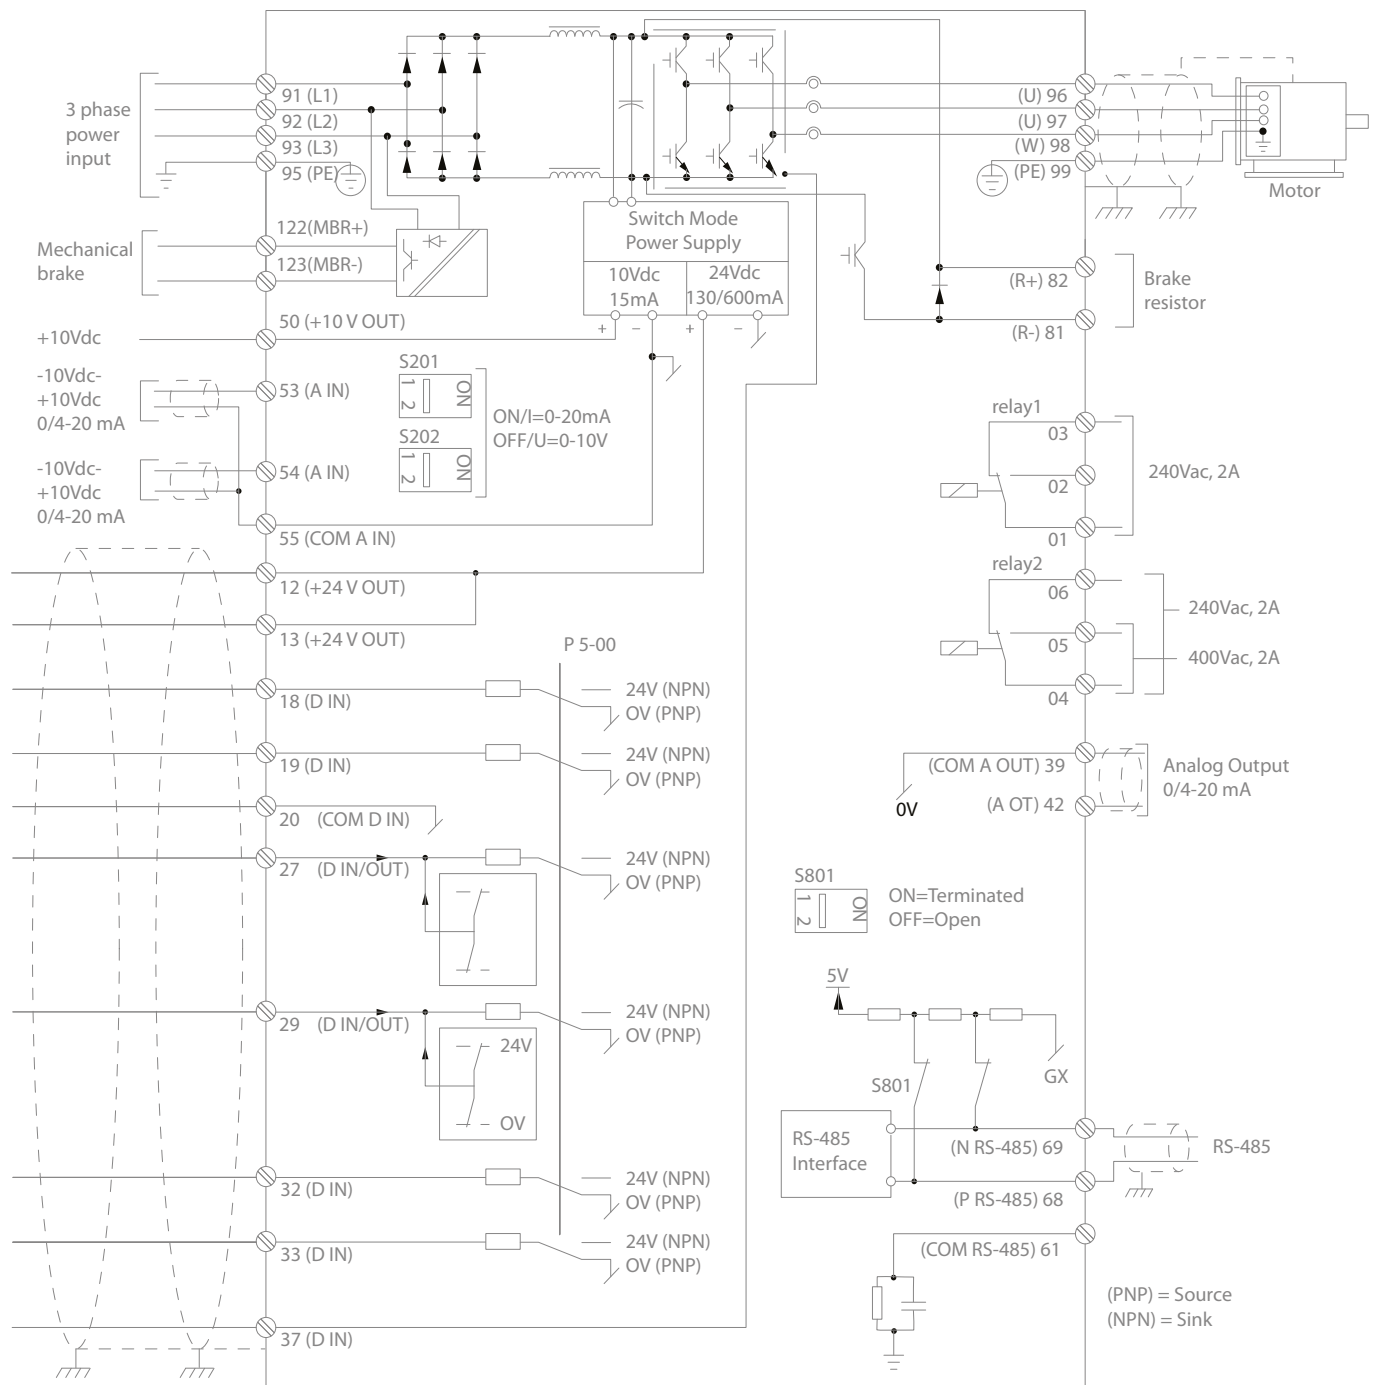 3 phase
power
input
91 (L1)
92 (L2)
93 (L3)
95 (PE)
Mechanical
brake
122(MBR+)
123(MBR-)
+10Vdc
50 (+10 V OUT)
-10Vdc-
+10Vdc
0/4-20 mA
53 (A IN)
-10Vdc-
+10Vdc
0/4-20 mA
54 (A IN)
55 (COM A IN)
12 (+24 V OUT)
13 (+24 V OUT)
18 (D IN)
19 (D IN)
20 (COM D IN)
27 (D IN/OUT)
29 (D IN/OUT)
32 (D IN)
33 (D IN)
37 (D IN)
Switch Mode
Power Supply
10Vdc
15mA
24Vdc
130/600mA
+ − + −
S201
1 2 ON
S202
1 2 ON
ON/I=0-20mA
OFF/U=0-10V
P 5-00
24V (NPN)
OV (PNP)
24V (NPN)
OV (PNP)
24V (NPN)
OV (PNP)
24V (NPN)
OV (PNP)
24V
OV
24V (NPN)
OV (PNP)
24V (NPN)
OV (PNP)
(U) 96
(U) 97
(W) 98
(PE) 99
Motor
(R+) 82
(R-) 81
Brake
resistor
relay1
03
02
01
240Vac, 2A
relay2
06
05
04
240Vac, 2A
400Vac, 2A
(COM A OUT) 39
(A OT) 42
0V
Analog Output
0/4-20 mA
S801
1 2 ON
ON=Terminated
OFF=Open
5V
S801
GX
RS-485
Interface
(N RS-485) 69
(P RS-485) 68
RS-485
(COM RS-485) 61
(PNP) = Source
(NPN) = Sink